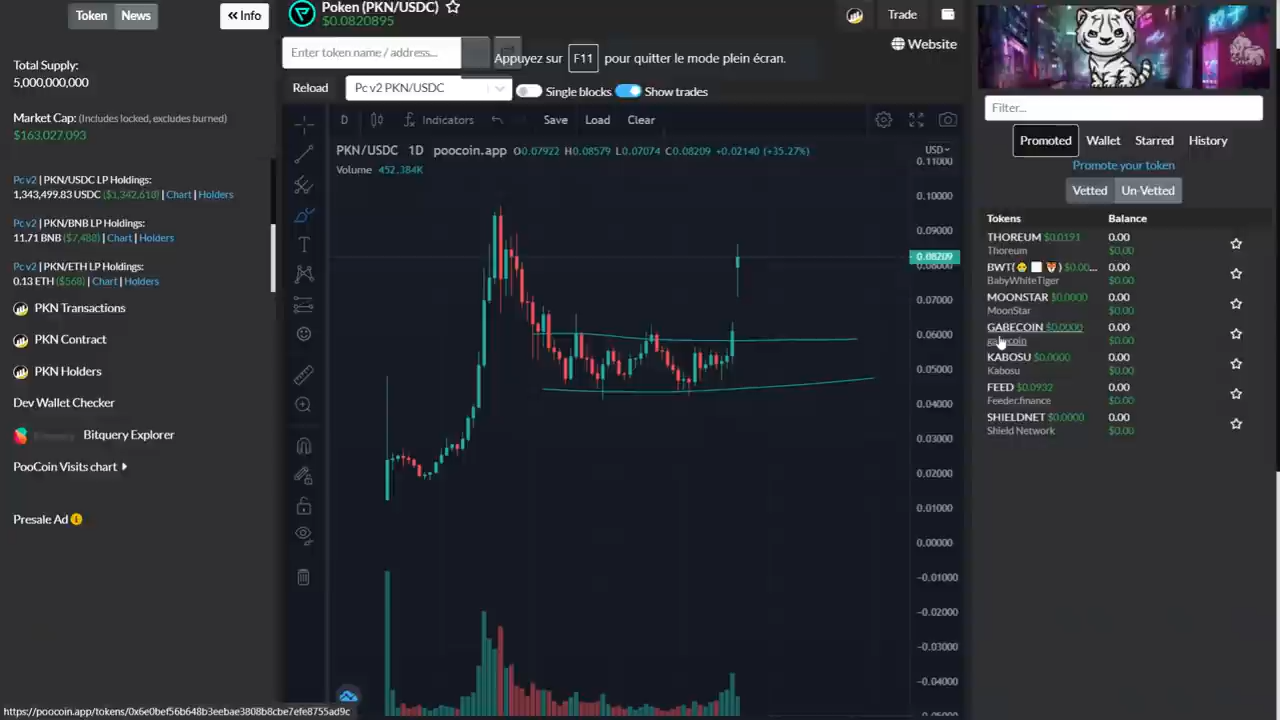 Token News
« Info
Total Supply:
5,000,000,000
Market Cap: (Includes locked, excludes burned)
$163,027,093
Pc v2 | PKN/USDC LP Holdings:
1,343,499.83 USDC ($1,342,610) | Chart | Holders
Pc v2 | PKN/BNB LP Holdings:
11.71 BNB ($7,488) | Chart | Holders
Pc v2 | PKN/ETH LP Holdings:
0.13 ETH ($568) | Chart | Holders
PKN Transactions
PKN Contract
PKN Holders
Dev Wallet Checker
Bitquery Explorer
PooCoin Visits chart
Presale Ad
https://poocoin.app/tokens/0x6e0bef56b648b3eebae3808b8cbe7efe8755ad9c
Poken (PKN/USDC)
$0.0820895
Trade
Enter token name / address...
Appuyez sur F11 pour quitter le mode plein écran.
Website
Reload
Pc v2 PKN/USDC
Single blocks
Show trades
D
Indicators
Save
Load
Clear
PKN/USDC 1D poocoin.app O0.07922 H0.08579 L0.07074 C0.08209 +0.02140 (+35.27%)
Volume 452.384K
USD
0.11000
0.10000
0.09000
0.08209
0.08000
0.07000
0.06000
0.05000
0.04000
0.03000
0.02000
0.01000
0.00000
-0.01000
-0.02000
-0.03000
-0.04000
Filter...
Promoted Wallet Starred History
Promote your token
Vetted Un-Vetted
Tokens Balance
THOREUM $0.0191 0.00
Thoreum $0.00
BWT(🐯⬜🦊) $0.00... 0.00
BabyWhiteTiger $0.00
MOONSTAR $0.0000 0.00
MoonStar $0.00
GABECOIN $0.0000 0.00
gabecoin $0.00
KABOSU $0.0000 0.00
Kabosu $0.00
FEED $0.0932 0.00
Feeder.finance $0.00
SHIELDNET $0.0000 0.00
Shield Network $0.00